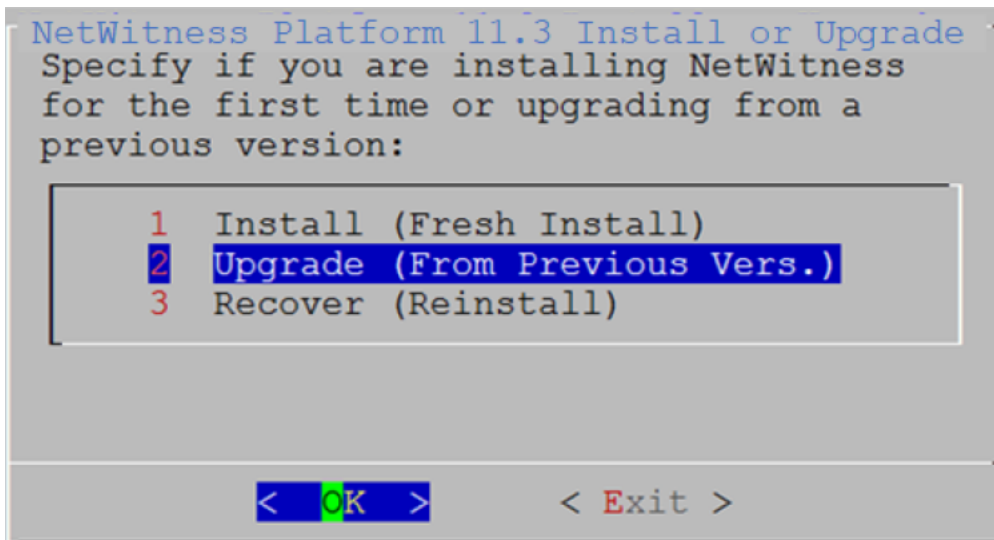 NetWitness Platform 11.3 Install or Upgrade
Specify if you are installing NetWitness
for the first time or upgrading from a
previous version:
1 Install (Fresh Install)
2 Upgrade (From Previous Vers.)
3 Recover (Reinstall)
< OK > < Exit >